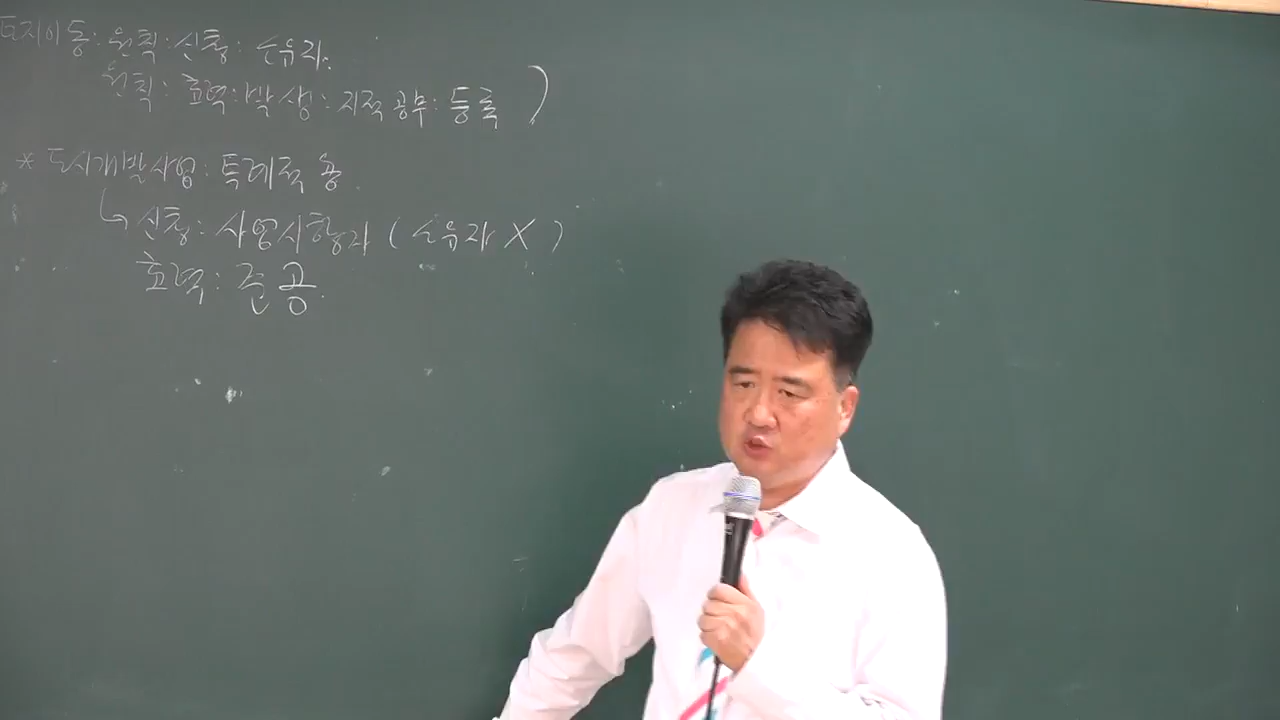 토지이동: 원칙: 신청: 소유자.
원칙: 효력: 발생: 지적공부: 등록 )
* 도시개발사업: 특례적용.
↳ 신청: 사업시행자 ( 소유자 X )
효력: 준공.